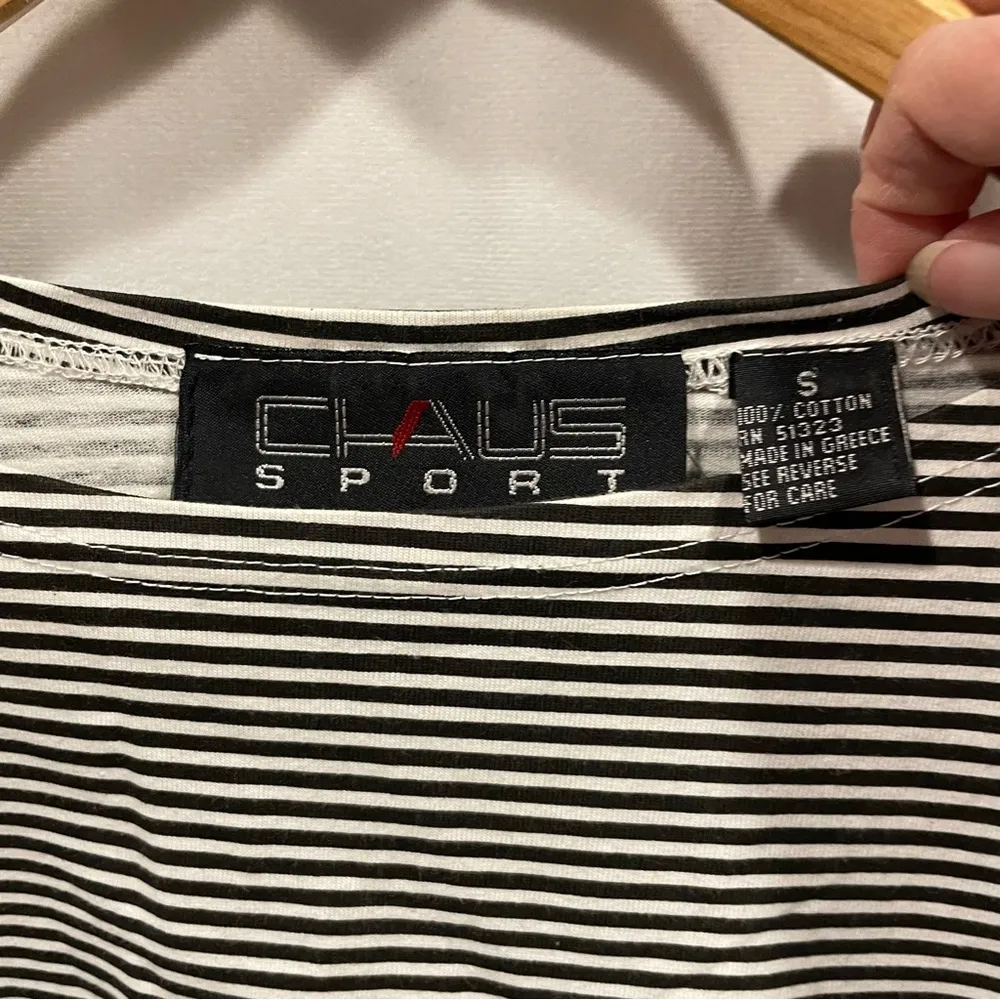 CHAUS
SPORT
S
100% COTTON
RN 51323
MADE IN GREECE
SEE REVERSE
FOR CARE